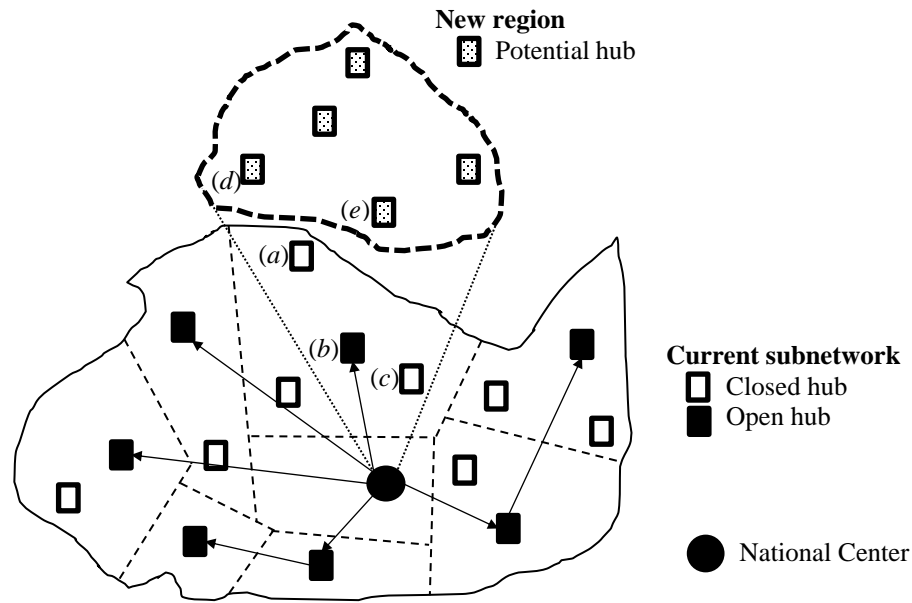 New region
Potential hub
(d)
(e)
(a)
(b)
(c)
Current subnetwork
Closed hub
Open hub
National Center